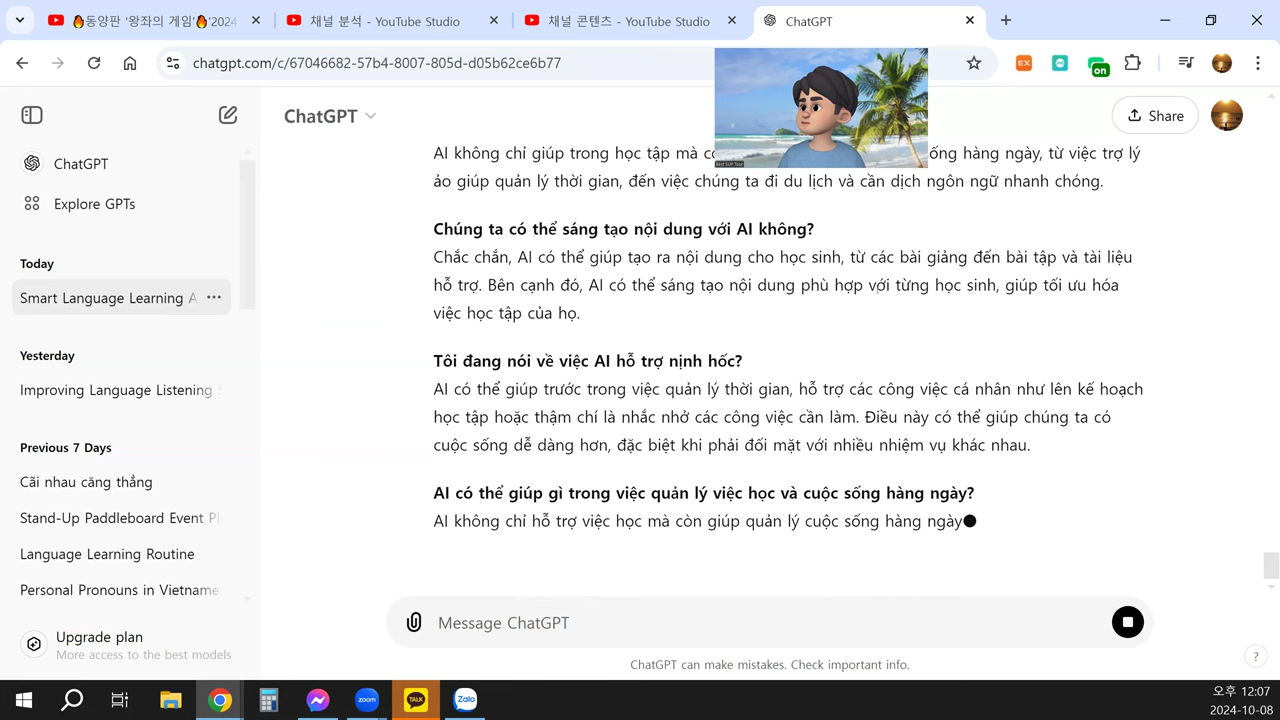 🔥동양판 '왕좌의 게임'🔥'2024
채널 분석 - YouTube Studio
채널 콘텐츠 - YouTube Studio
ChatGPT
chatgpt.com/c/67046682-57b4-8007-805d-d05b62ce6b77
EX
on
ChatGPT
Share
ChatGPT
Explore GPTs
Today
Smart Language Learning A
Yesterday
Improving Language Listening S
Previous 7 Days
Cãi nhau căng thẳng
Stand-Up Paddleboard Event Pl
Language Learning Routine
Personal Pronouns in Vietname
Upgrade plan
More access to the best models
AI không chỉ giúp trong học tập mà ống hàng ngày, từ việc trợ lý
ảo giúp quản lý thời gian, đến việc chúng ta đi du lịch và cần dịch ngôn ngữ nhanh chóng.
Chúng ta có thể sáng tạo nội dung với AI không?
Chắc chắn, AI có thể giúp tạo ra nội dung cho học sinh, từ các bài giảng đến bài tập và tài liệu
hỗ trợ. Bên cạnh đó, AI có thể sáng tạo nội dung phù hợp với từng học sinh, giúp tối ưu hóa
việc học tập của họ.
Tôi đang nói về việc AI hỗ trợ nịnh hốc?
AI có thể giúp trước trong việc quản lý thời gian, hỗ trợ các công việc cá nhân như lên kế hoạch
học tập hoặc thậm chí là nhắc nhở các công việc cần làm. Điều này có thể giúp chúng ta có
cuộc sống dễ dàng hơn, đặc biệt khi phải đối mặt với nhiều nhiệm vụ khác nhau.
AI có thể giúp gì trong việc quản lý việc học và cuộc sống hàng ngày?
AI không chỉ hỗ trợ việc học mà còn giúp quản lý cuộc sống hàng ngày
Message ChatGPT
ChatGPT can make mistakes. Check important info.
?
zoom
TALK
Zalo
오후 12:07
2024-10-08